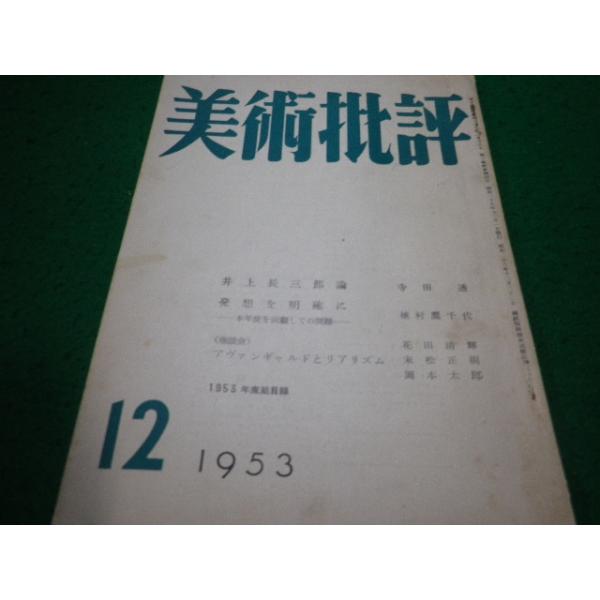 美術批評
井上長三郎論 寺田透
発想を明確に
――本年度を回顧しての問題―― 植村鷹千代
〈座談会〉 花田清輝
アヴァンギャルドとリアリズム 末松正樹
岡本太郎
1953年度総目録
12 1953